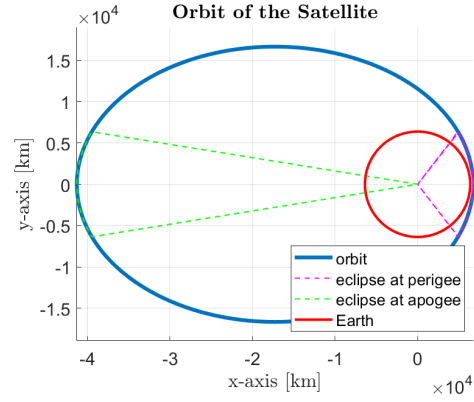 Orbit of the Satellite
×10⁴
1.5
1
0.5
0
-0.5
-1
-1.5
y-axis [km]
-4
-3
-2
-1
0
x-axis [km]
×10⁴
orbit
eclipse at perigee
eclipse at apogee
Earth